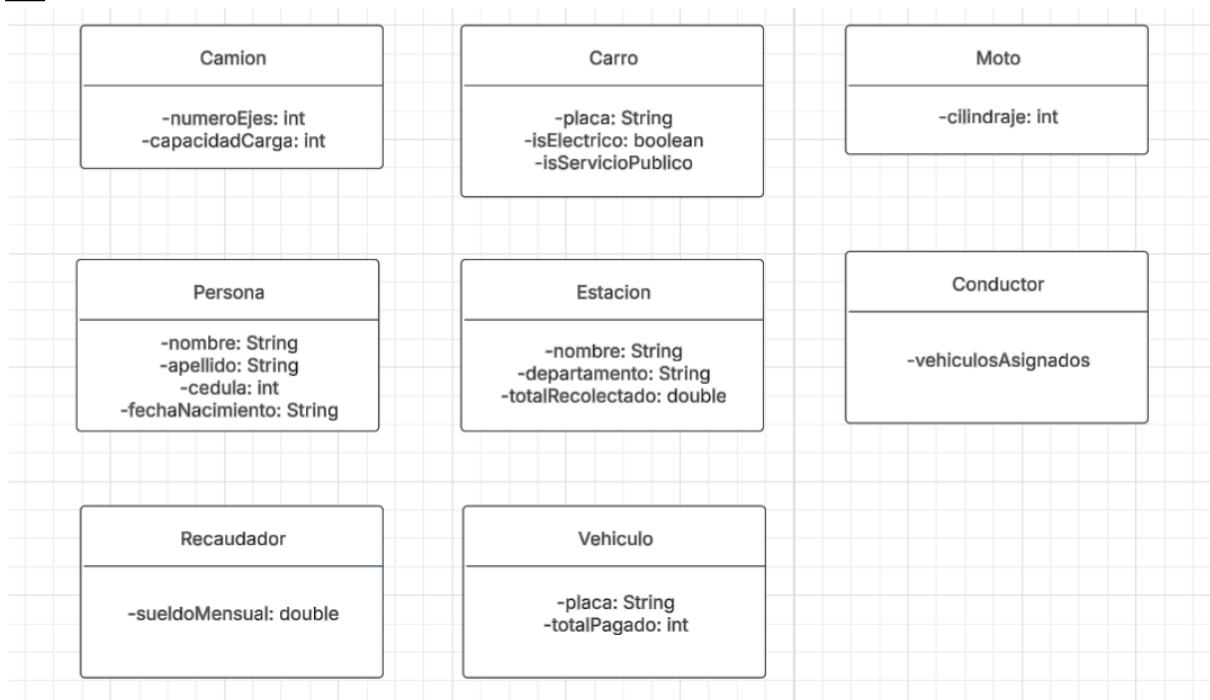 Camion
-numeroEjes: int
-capacidadCarga: int
Carro
-placa: String
-isElectrico: boolean
-isServicioPublico
Moto
-cilindraje: int
Persona
-nombre: String
-apellido: String
-cedula: int
-fechaNacimiento: String
Estacion
-nombre: String
-departamento: String
-totalRecolectado: double
Conductor
-vehiculosAsignados
Recaudador
-sueldoMensual: double
Vehiculo
-placa: String
-totalPagado: int